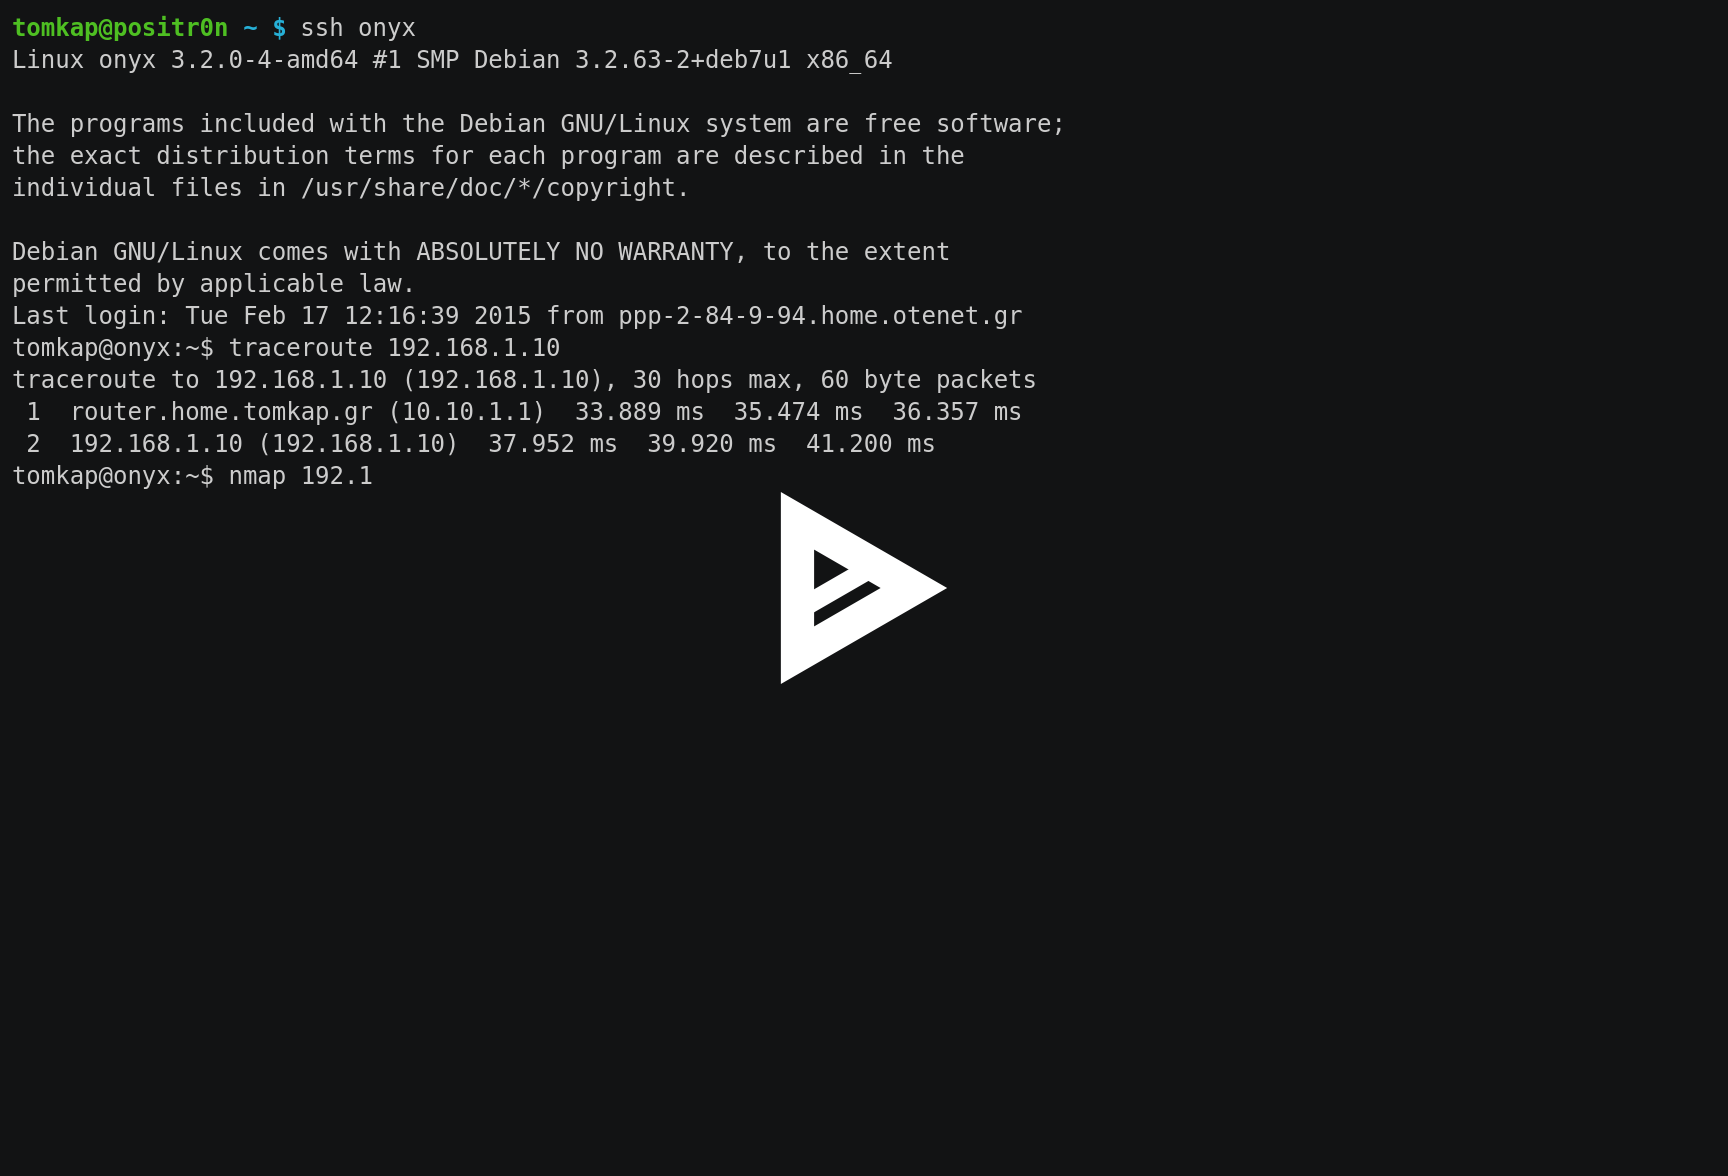 tomkap@positr0n ~ $ ssh onyx
Linux onyx 3.2.0-4-amd64 #1 SMP Debian 3.2.63-2+deb7u1 x86_64
The programs included with the Debian GNU/Linux system are free software;
the exact distribution terms for each program are described in the
individual files in /usr/share/doc/*/copyright.
Debian GNU/Linux comes with ABSOLUTELY NO WARRANTY, to the extent
permitted by applicable law.
Last login: Tue Feb 17 12:16:39 2015 from ppp-2-84-9-94.home.otenet.gr
tomkap@onyx:~$ traceroute 192.168.1.10
traceroute to 192.168.1.10 (192.168.1.10), 30 hops max, 60 byte packets
 1  router.home.tomkap.gr (10.10.1.1)  33.889 ms  35.474 ms  36.357 ms
 2  192.168.1.10 (192.168.1.10)  37.952 ms  39.920 ms  41.200 ms
tomkap@onyx:~$ nmap 192.1